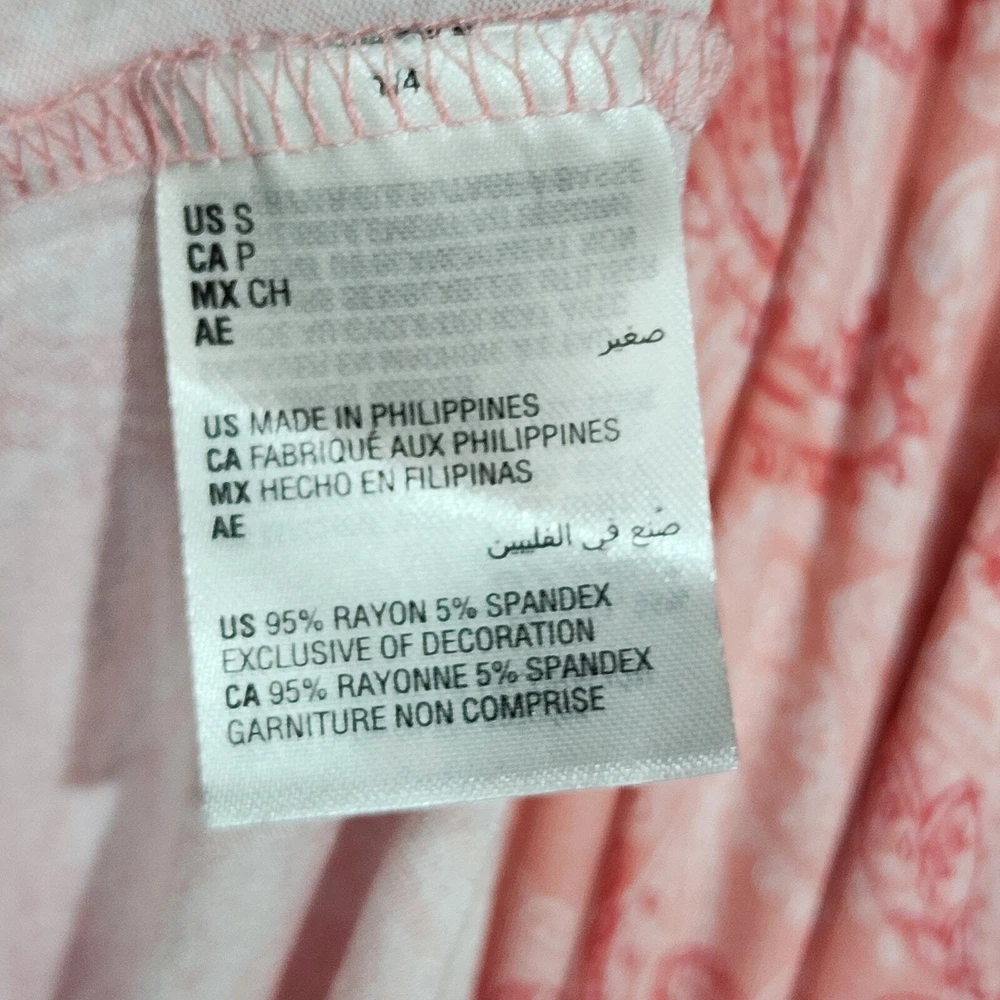 1/4
US S
CA P
MX CH
AE
صغير
US MADE IN PHILIPPINES
CA FABRIQUÉ AUX PHILIPPINES
MX HECHO EN FILIPINAS
AE
صُنع في الفلبين
US 95% RAYON 5% SPANDEX
EXCLUSIVE OF DECORATION
CA 95% RAYONNE 5% SPANDEX
GARNITURE NON COMPRISE